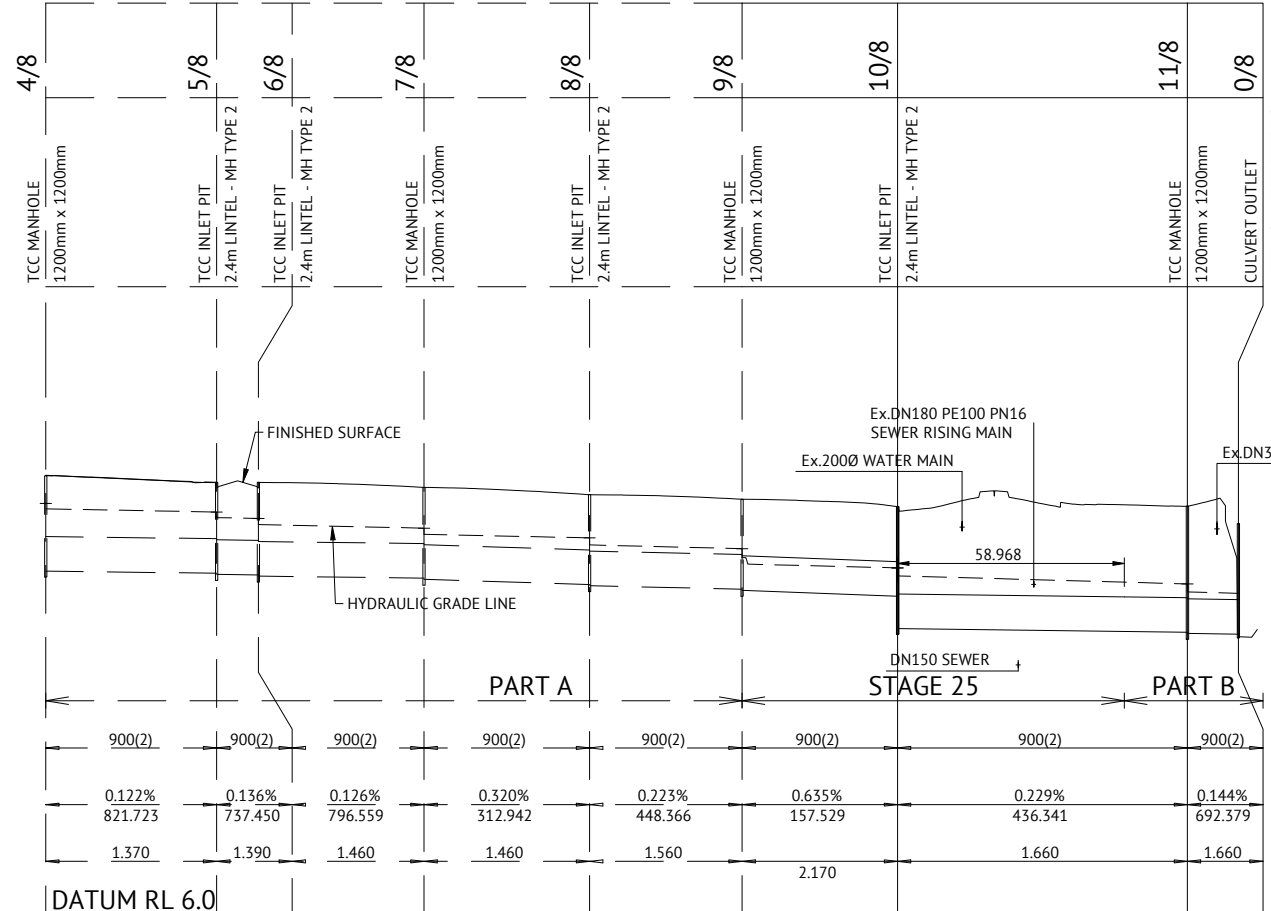 4/8
5/8
6/8
7/8
8/8
9/8
10/8
11/8
0/8
TCC MANHOLE
1200mm x 1200mm
TCC INLET PIT
2.4m LINTEL - MH TYPE 2
TCC INLET PIT
2.4m LINTEL - MH TYPE 2
TCC MANHOLE
1200mm x 1200mm
TCC INLET PIT
2.4m LINTEL - MH TYPE 2
TCC MANHOLE
1200mm x 1200mm
TCC INLET PIT
2.4m LINTEL - MH TYPE 2
TCC MANHOLE
1200mm x 1200mm
CULVERT OUTLET
Ex.DN180 PE100 PN16
SEWER RISING MAIN
FINISHED SURFACE
Ex.200Ø WATER MAIN
Ex.DN3
58.968
HYDRAULIC GRADE LINE
DN150 SEWER
PART A
STAGE 25
PART B
900(2) 900(2) 900(2) 900(2) 900(2) 900(2) 900(2) 900(2)
0.122% 0.136% 0.126% 0.320% 0.223% 0.635% 0.229% 0.144%
821.723 737.450 796.559 312.942 448.366 157.529 436.341 692.379
1.370 1.390 1.460 1.460 1.560 2.170 1.660 1.660
DATUM RL 6.0